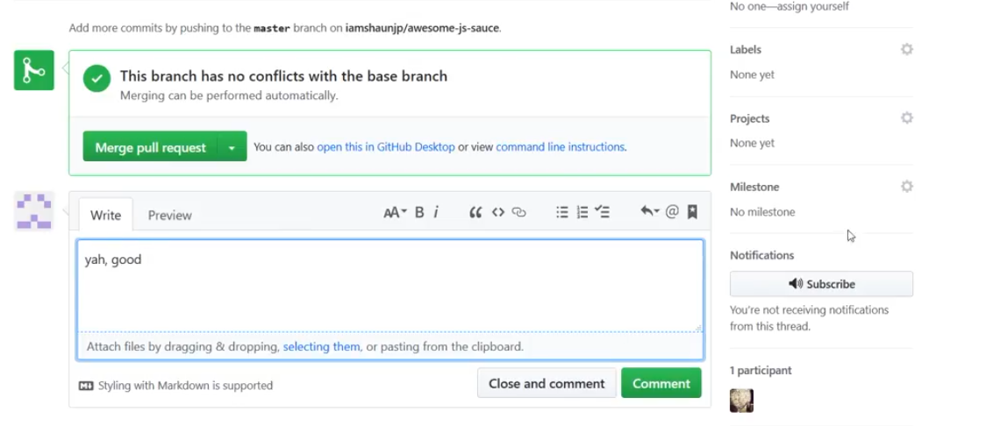 No one—assign yourself
Add more commits by pushing to the master branch on iamshaunjp/awesome-js-sauce.
Labels
None yet
This branch has no conflicts with the base branch
Merging can be performed automatically.
Projects
None yet
Merge pull request
You can also open this in GitHub Desktop or view command line instructions.
Milestone
No milestone
Write
Preview
AA B i
yah, good
Notifications
Subscribe
You're not receiving notifications
from this thread.
Attach files by dragging & dropping, selecting them, or pasting from the clipboard.
1 participant
Styling with Markdown is supported
Close and comment
Comment